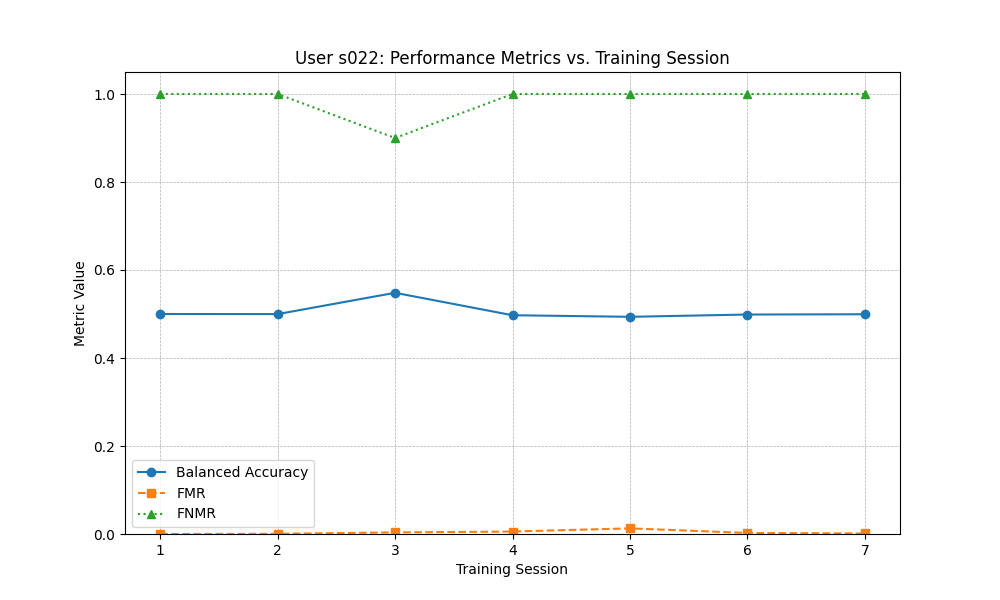 User s022: Performance Metrics vs. Training Session
Metric Value
1.0
0.8
0.6
0.4
0.2
0.0
Balanced Accuracy
FMR
FNMR
1 2 3 4 5 6 7
Training Session